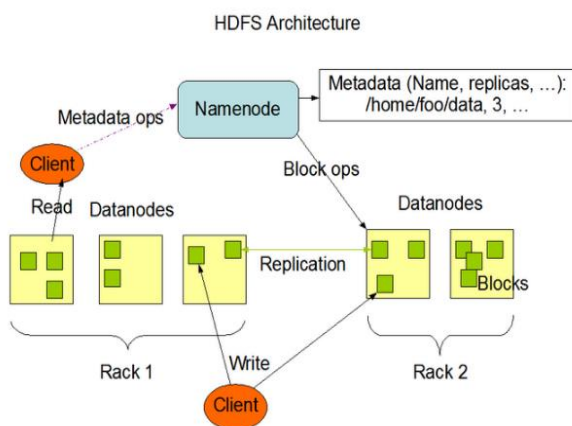 HDFS Architecture
Metadata (Name, replicas, ...):
/home/foo/data, 3, ...
Namenode
Metadata ops
Client
Block ops
Read
Datanodes
Datanodes
Replication
Blocks
Write
Rack 1
Rack 2
Client